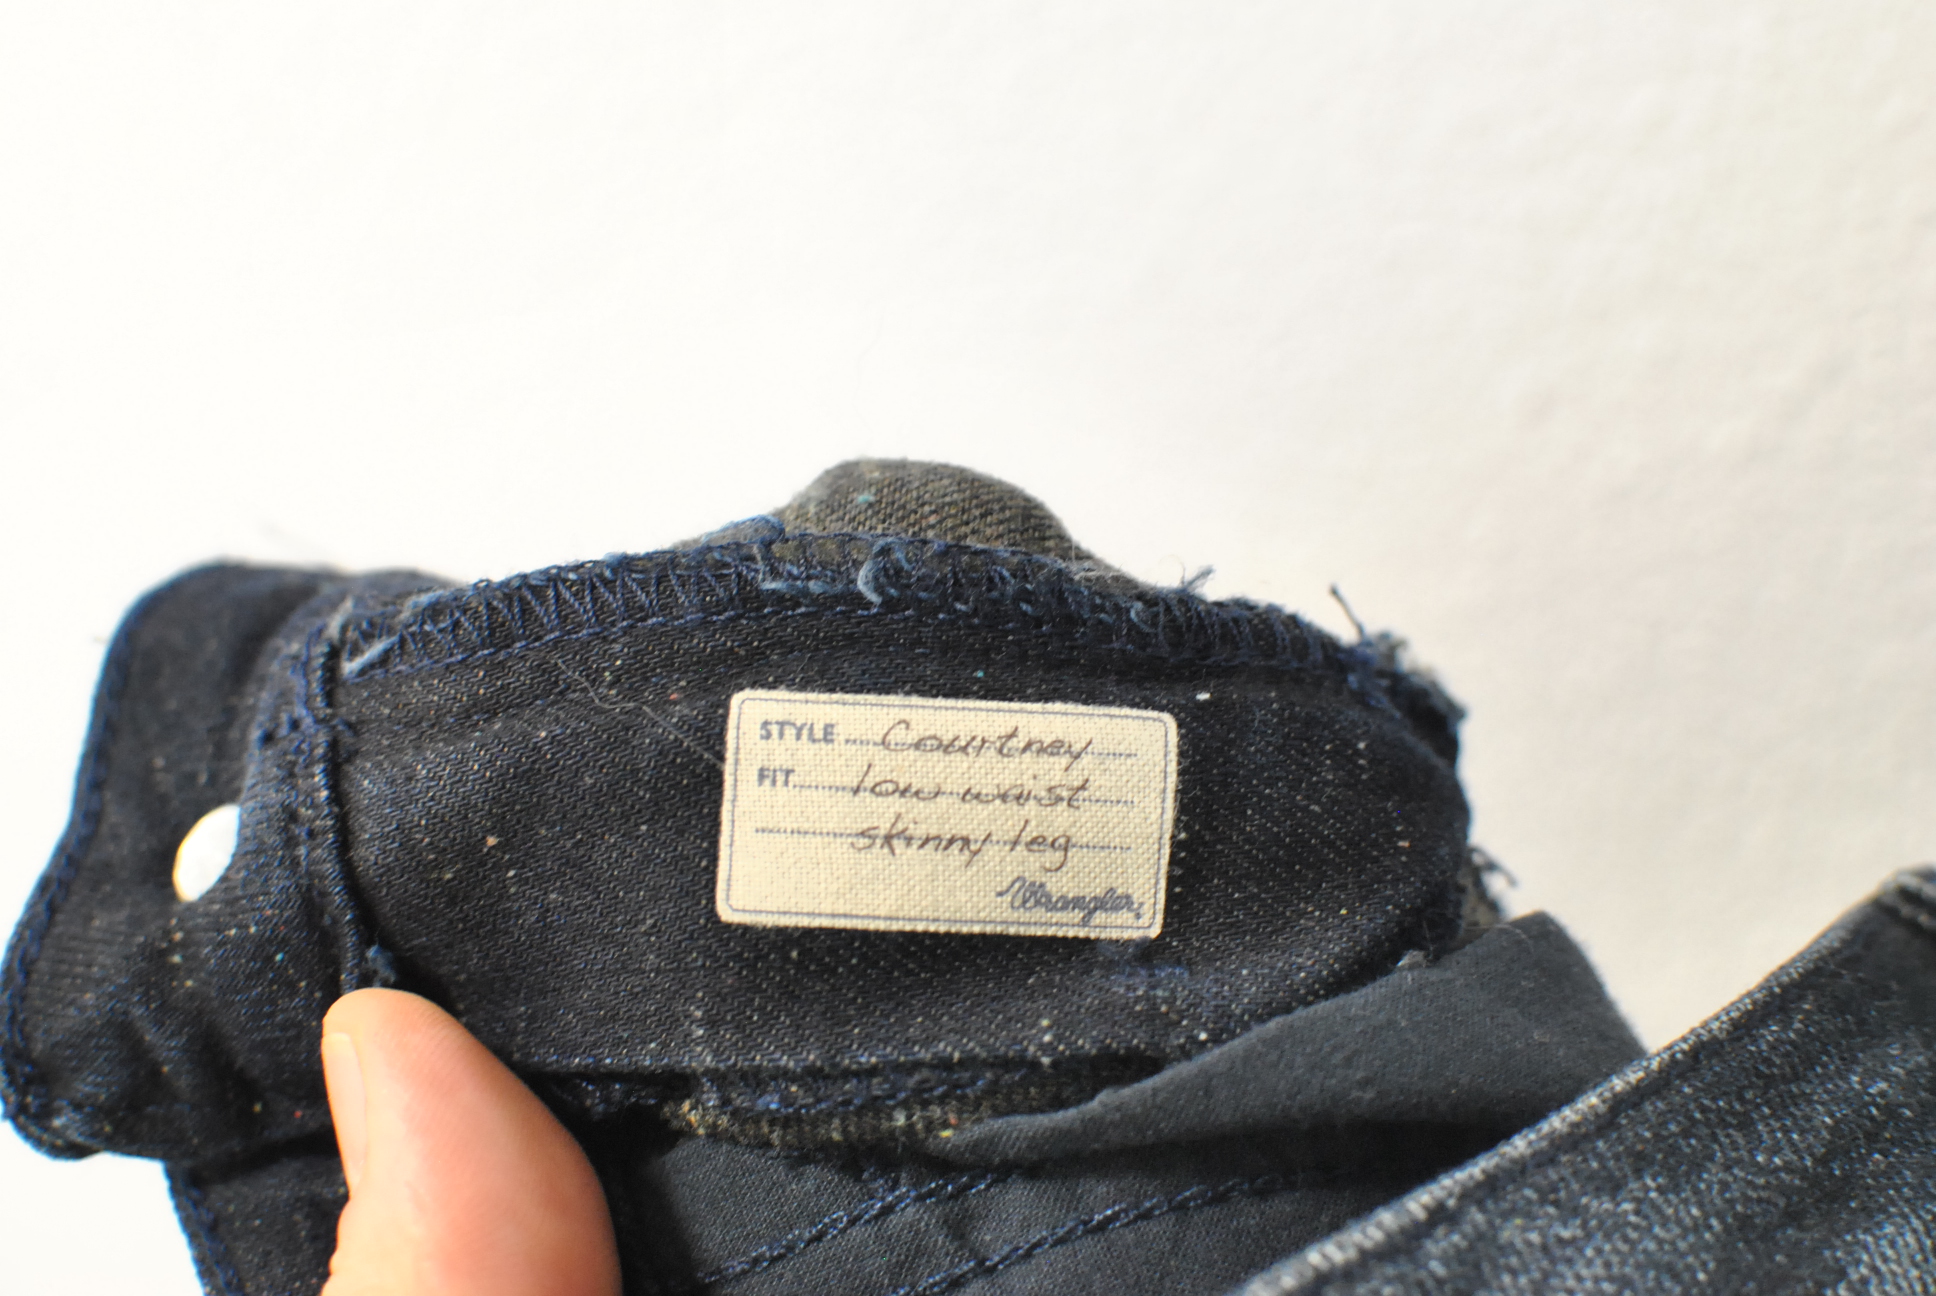 STYLE Courtney
FIT low waist
skinny leg
Wrangler